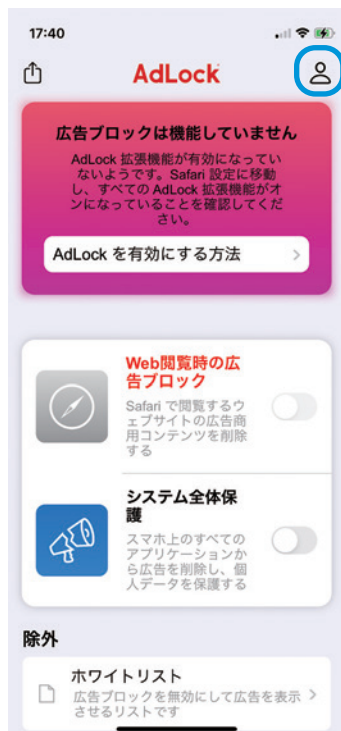 17:40
AdLock
広告ブロックは機能していません
AdLock 拡張機能が有効になってい
ないようです。Safari 設定に移動
し、すべての AdLock 拡張機能がオ
ンになっていることを確認してくだ
さい。
AdLock を有効にする方法
Web閲覧時の広
告ブロック
Safari で閲覧するウ
ェブサイトの広告商
用コンテンツを削除
する
システム全体保
護
スマホ上のすべての
アプリケーションか
ら広告を削除し、個
人データを保護する
除外
ホワイトリスト
広告ブロックを無効にして広告を表示
させるリストです